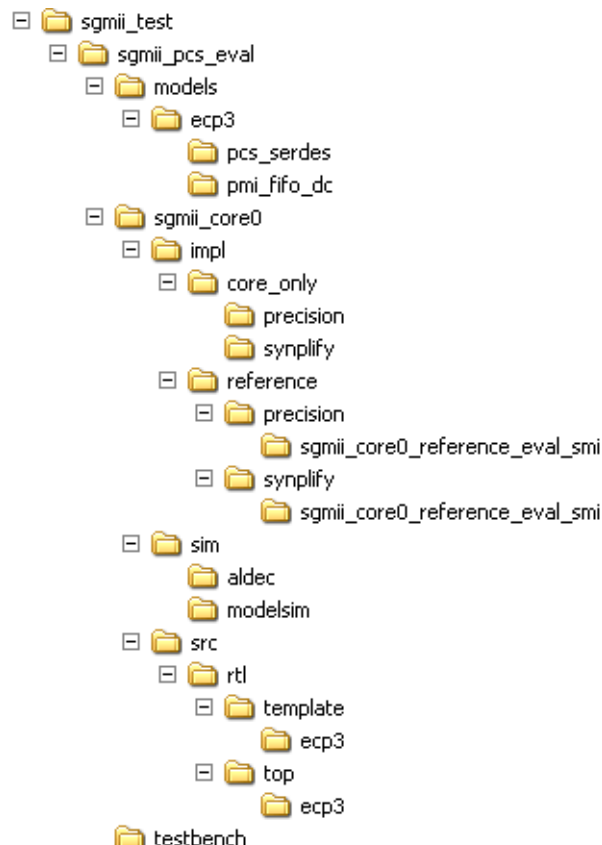 sgmii_test
sgmii_pcs_eval
models
ecp3
pcs_serdes
pmi_fifo_dc
sgmii_core0
impl
core_only
precision
synplify
reference
precision
sgmii_core0_reference_eval_smi
synplify
sgmii_core0_reference_eval_smi
sim
aldec
modelsim
src
rtl
template
ecp3
top
ecp3
testbench